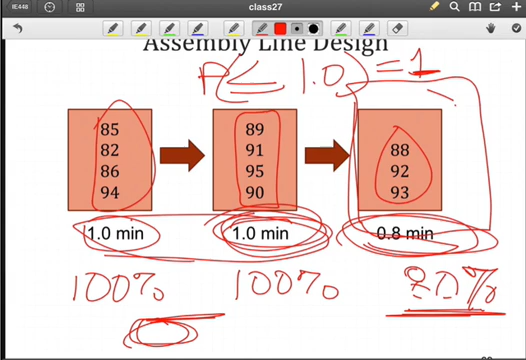 IE448
class27
Assembly Line Design
P ( ≤ 1.0 ) = 1
85 89
82 91 88
86 95 92
94 90 93
1.0 min 1.0 min 0.8 min
100% 100% 80%